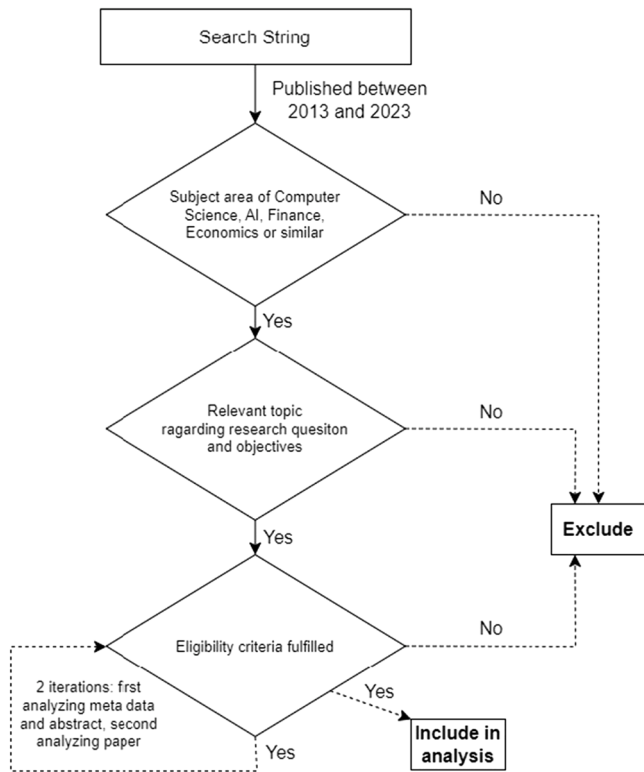 Search String
Published between
2013 and 2023
Subject area of Computer
Science, AI, Finance,
Economics or similar
No
Yes
Relevant topic
ragarding research quesiton
and objectives
No
Yes
Exclude
Eligibility criteria fulfilled
No
2 iterations: first
analyzing meta data
and abstract, second
analyzing paper
Yes
Yes
Include in
analysis